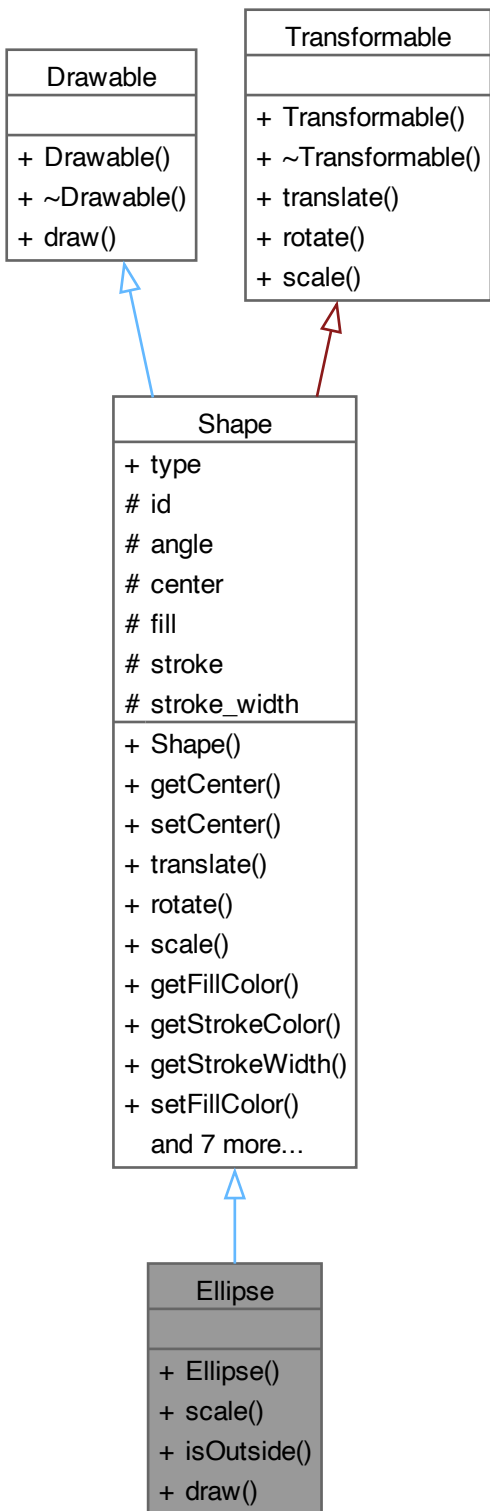 Transformable
+ Transformable()
+ ~Transformable()
+ translate()
+ rotate()
+ scale()
Drawable
+ Drawable()
+ ~Drawable()
+ draw()
Shape
+ type
# id
# angle
# center
# fill
# stroke
# stroke_width
+ Shape()
+ getCenter()
+ setCenter()
+ translate()
+ rotate()
+ scale()
+ getFillColor()
+ getStrokeColor()
+ getStrokeWidth()
+ setFillColor()
and 7 more...
Ellipse
+ Ellipse()
+ scale()
+ isOutside()
+ draw()